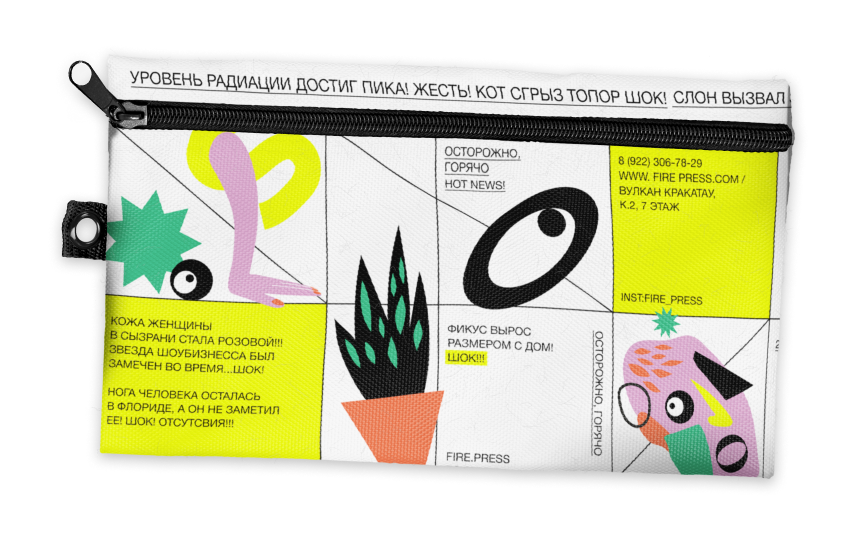 УРОВЕНЬ РАДИАЦИИ ДОСТИГ ПИКА! ЖЕСТЬ! КОТ СГРЫЗ ТОПОР ШОК! СЛОН ВЫЗВАЛ
ОСТОРОЖНО,
ГОРЯЧО
HOT NEWS!
8 (922) 306-78-29
WWW. FIRE PRESS.COM /
ВУЛКАН КРАКАТАУ,
К.2, 7 ЭТАЖ
INST:FIRE_PRESS
КОЖА ЖЕНЩИНЫ
В СЫЗРАНИ СТАЛА РОЗОВОЙ!!!
ЗВЕЗДА ШОУБИЗНЕССА БЫЛ
ЗАМЕЧЕН ВО ВРЕМЯ...ШОК!
НОГА ЧЕЛОВЕКА ОСТАЛАСЬ
В ФЛОРИДЕ, А ОН НЕ ЗАМЕТИЛ
ЕЕ! ШОК! ОТСУТСВИЯ!!!
ФИКУС ВЫРОС
РАЗМЕРОМ С ДОМ!
ШОК!!!
FIRE.PRESS
ОСТОРОЖНО, ГОРЯЧО